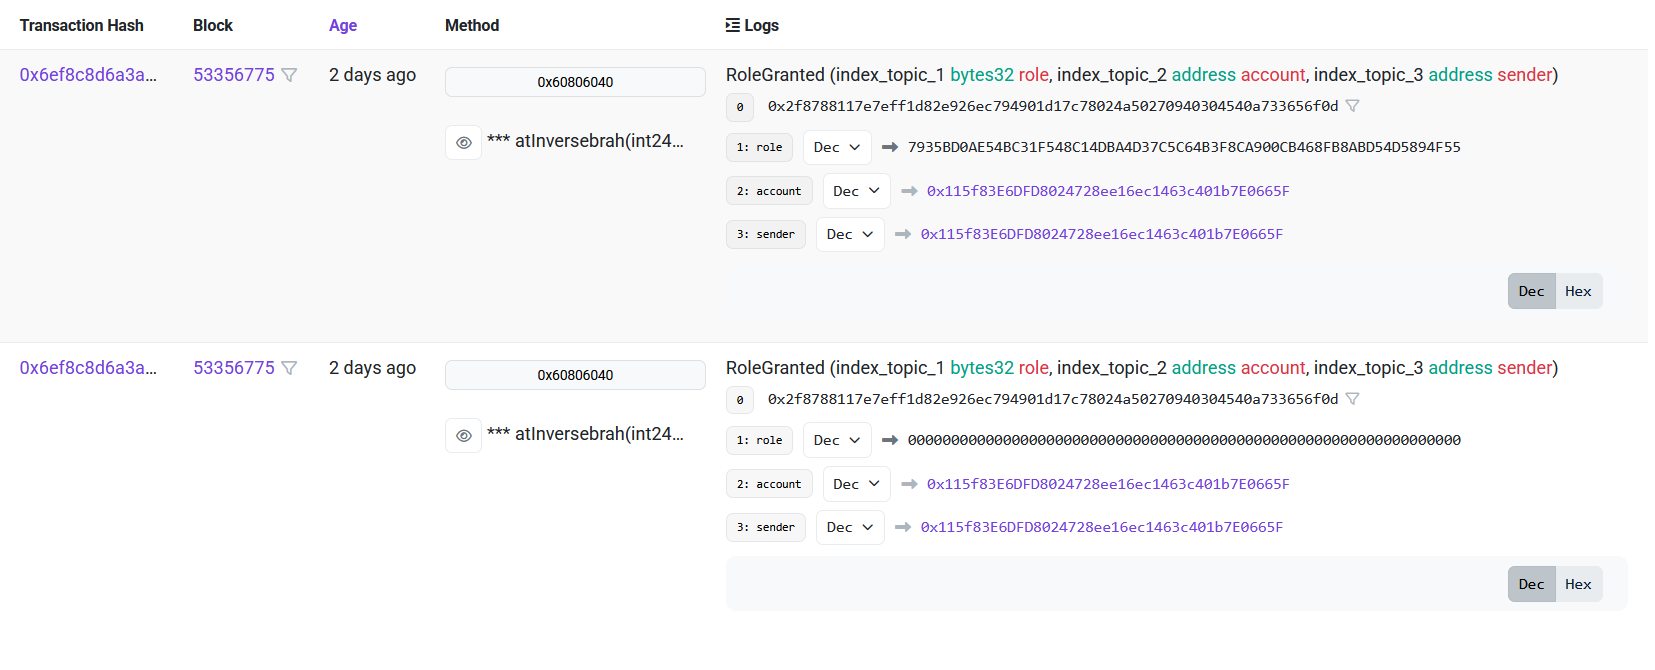 Transaction Hash Block Age Method Logs
0x6ef8c8d6a3a... 53356775 2 days ago 0x60806040 RoleGranted (index_topic_1 bytes32 role, index_topic_2 address account, index_topic_3 address sender)
0 0x2f8788117e7eff1d82e926ec794901d17c78024a50270940304540a733656f0d
*** atInversebrah(int24... 1: role Dec 7935BD0AE54BC31F548C14DBA4D37C5C64B3F8CA900CB468FB8ABD54D5894F55
2: account Dec 0x115f83E6DFD8024728ee16ec1463c401b7E0665F
3: sender Dec 0x115f83E6DFD8024728ee16ec1463c401b7E0665F
Dec Hex
0x6ef8c8d6a3a... 53356775 2 days ago 0x60806040 RoleGranted (index_topic_1 bytes32 role, index_topic_2 address account, index_topic_3 address sender)
0 0x2f8788117e7eff1d82e926ec794901d17c78024a50270940304540a733656f0d
*** atInversebrah(int24... 1: role Dec 0000000000000000000000000000000000000000000000000000000000000000
2: account Dec 0x115f83E6DFD8024728ee16ec1463c401b7E0665F
3: sender Dec 0x115f83E6DFD8024728ee16ec1463c401b7E0665F
Dec Hex